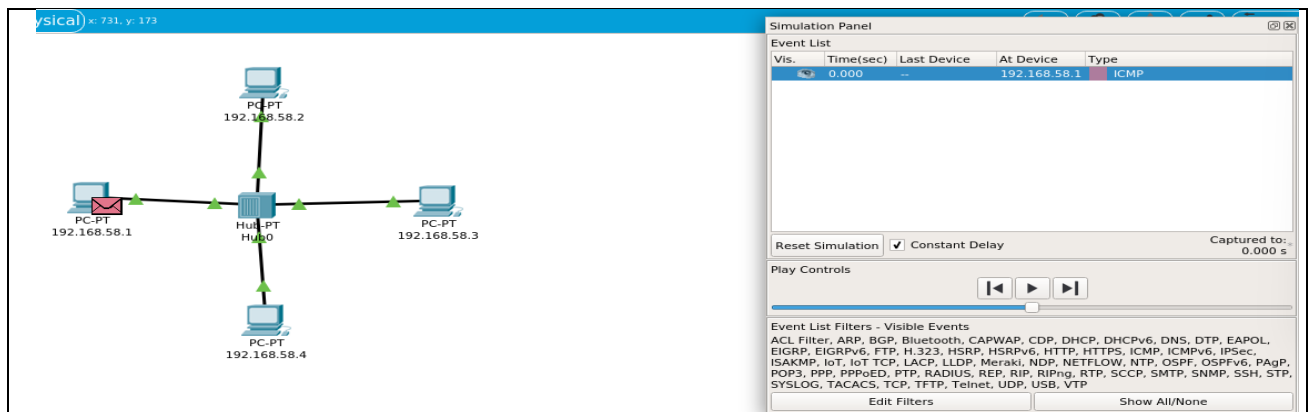 ysical) x: 731, y: 173
PC-PT
192.168.58.2
PC-PT
192.168.58.1
Hub-PT
Hub0
PC-PT
192.168.58.3
PC-PT
192.168.58.4
Simulation Panel
Event List
Vis. Time(sec) Last Device At Device Type
0.000 -- 192.168.58.1 ICMP
Reset Simulation Constant Delay Captured to:
0.000 s
Play Controls
Event List Filters - Visible Events
ACL Filter, ARP, BGP, Bluetooth, CAPWAP, CDP, DHCP, DHCPv6, DNS, DTP, EAPOL,
EIGRP, EIGRPv6, FTP, H.323, HSRP, HSRPv6, HTTP, HTTPS, ICMP, ICMPv6, IPSec,
ISAKMP, IoT, IoT TCP, LACP, LLDP, Meraki, NDP, NETFLOW, NTP, OSPF, OSPFv6, PAgP,
POP3, PPP, PPPoED, PTP, RADIUS, REP, RIP, RIPng, RTP, SCCP, SMTP, SNMP, SSH, STP,
SYSLOG, TACACS, TCP, TFTP, Telnet, UDP, USB, VTP
Edit Filters Show All/None